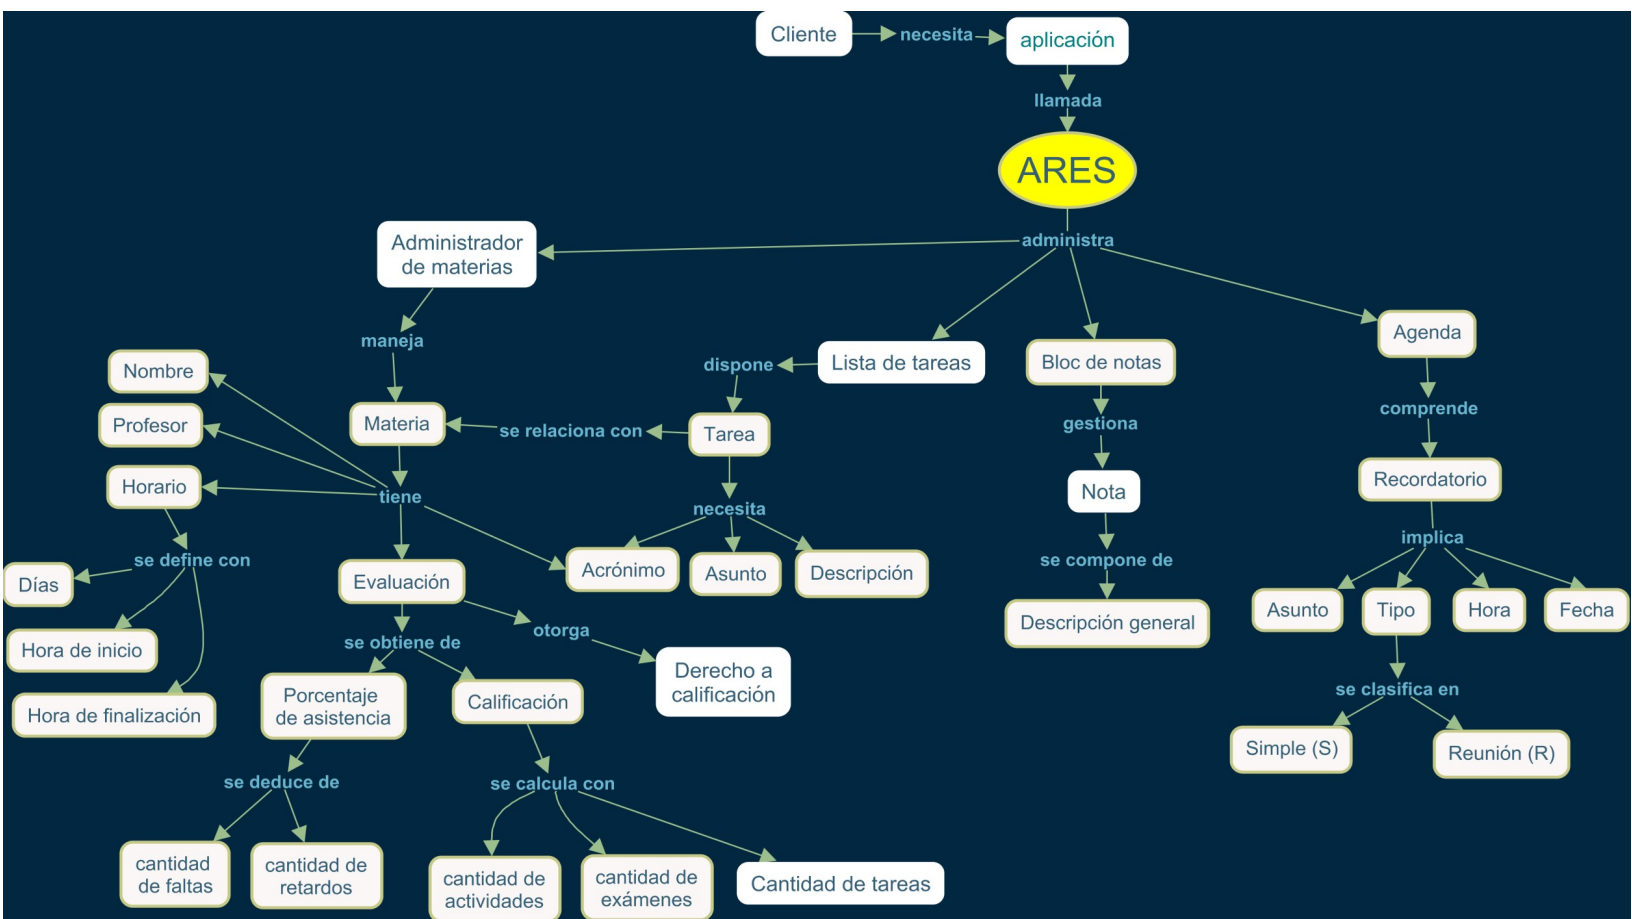 Cliente
necesita
aplicación
llamada
ARES
administra
Administrador
de materias
maneja
Lista de tareas
Bloc de notas
Agenda
dispone
gestiona
comprende
Nombre
Profesor
Horario
Materia
se relaciona con
Tarea
tiene
necesita
Nota
Recordatorio
se define con
Días
Hora de inicio
Hora de finalización
Evaluación
Acrónimo
Asunto
Descripción
se compone de
Descripción general
implica
Asunto
Tipo
Hora
Fecha
se obtiene de
otorga
Derecho a
calificación
Porcentaje
de asistencia
Calificación
se clasifica en
Simple (S)
Reunión (R)
se deduce de
se calcula con
cantidad
de faltas
cantidad de
retardos
cantidad de
actividades
cantidad de
exámenes
Cantidad de tareas